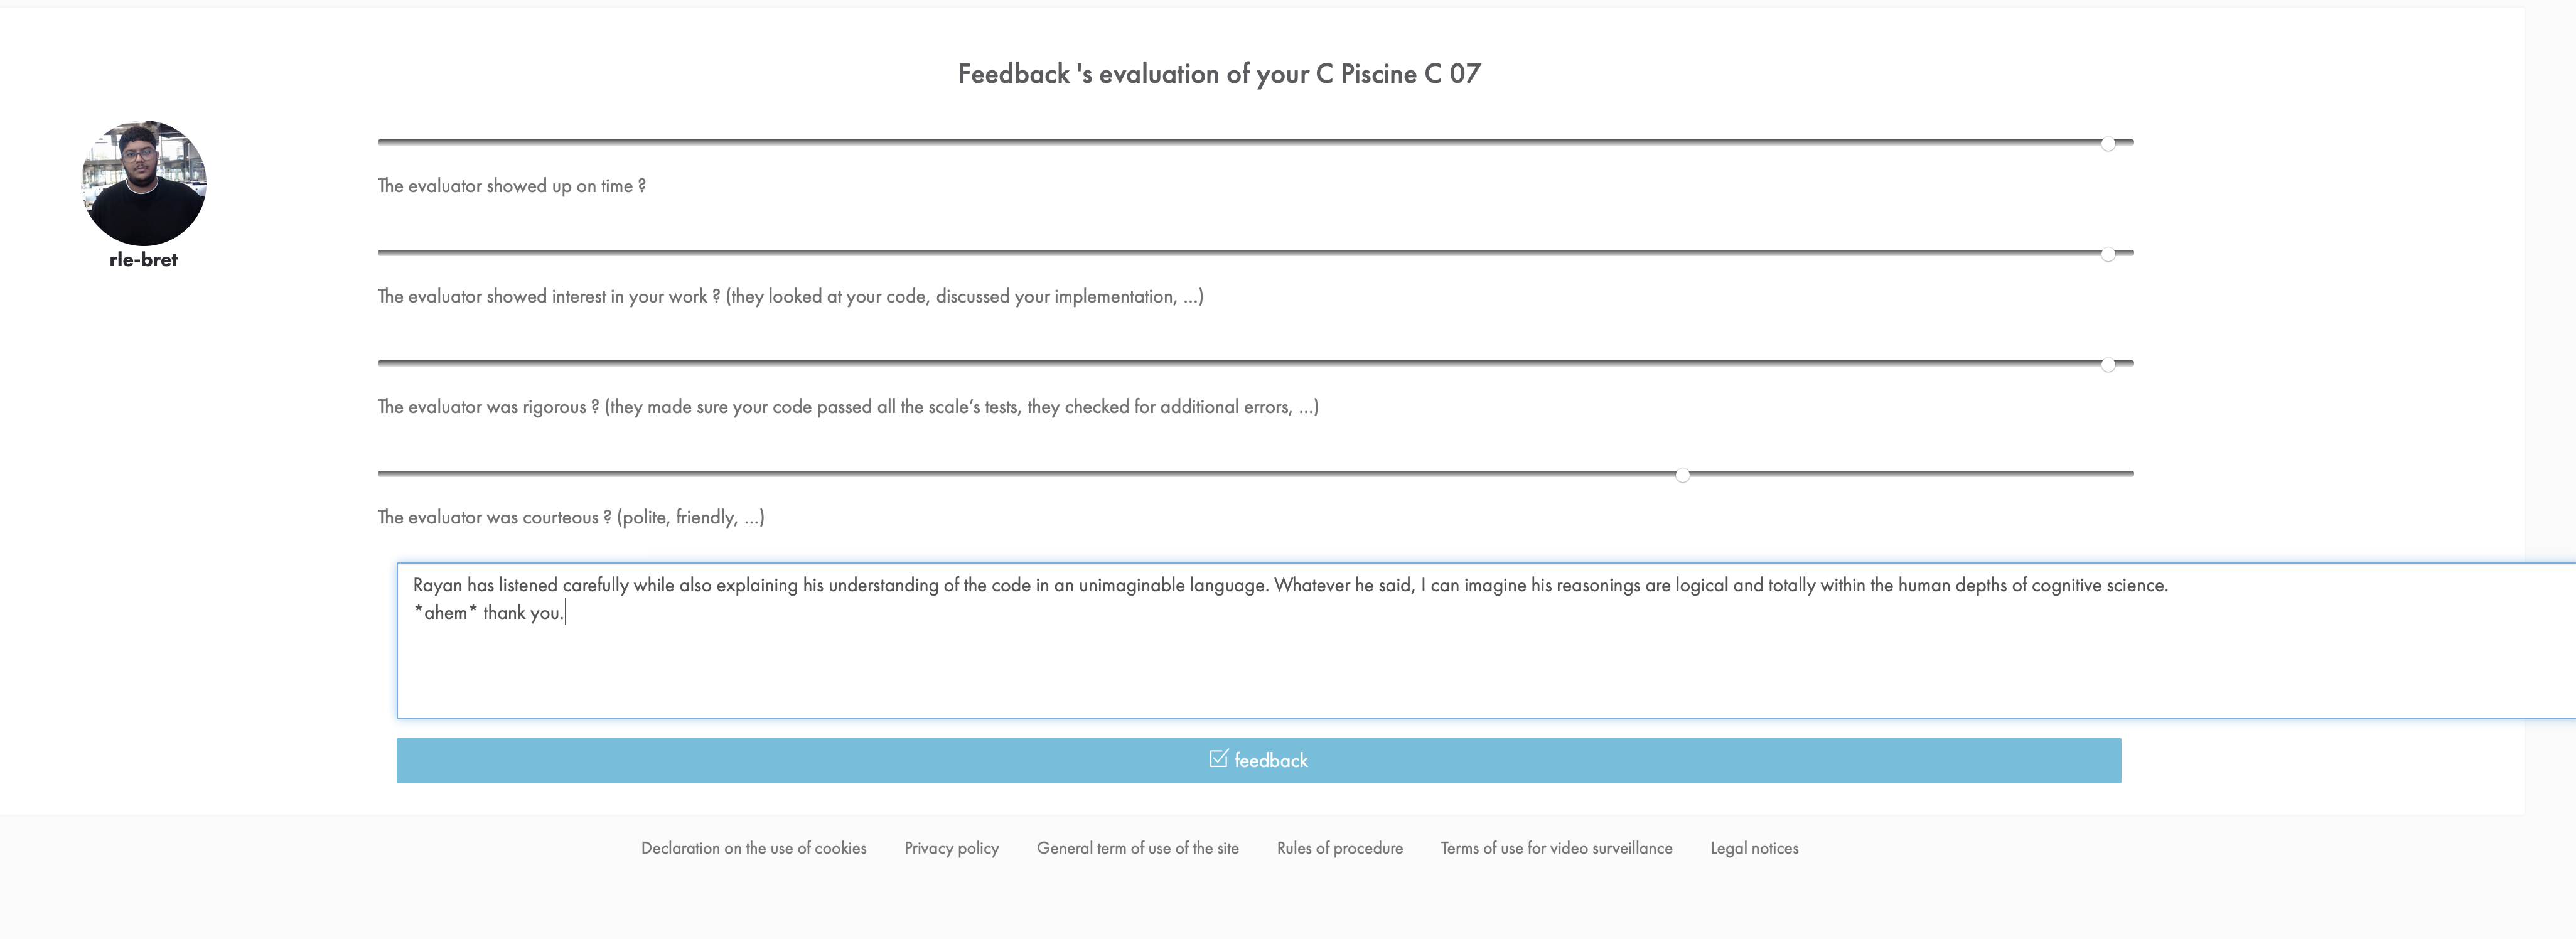 Feedback 's evaluation of your C Piscine C 07
rle-bret
The evaluator showed up on time ?
The evaluator showed interest in your work ? (they looked at your code, discussed your implementation, ...)
The evaluator was rigorous ? (they made sure your code passed all the scale’s tests, they checked for additional errors, ...)
The evaluator was courteous ? (polite, friendly, ...)
Rayan has listened carefully while also explaining his understanding of the code in an unimaginable language. Whatever he said, I can imagine his reasonings are logical and totally within the human depths of cognitive science.
*ahem* thank you.
feedback
Declaration on the use of cookies Privacy policy General term of use of the site Rules of procedure Terms of use for video surveillance Legal notices